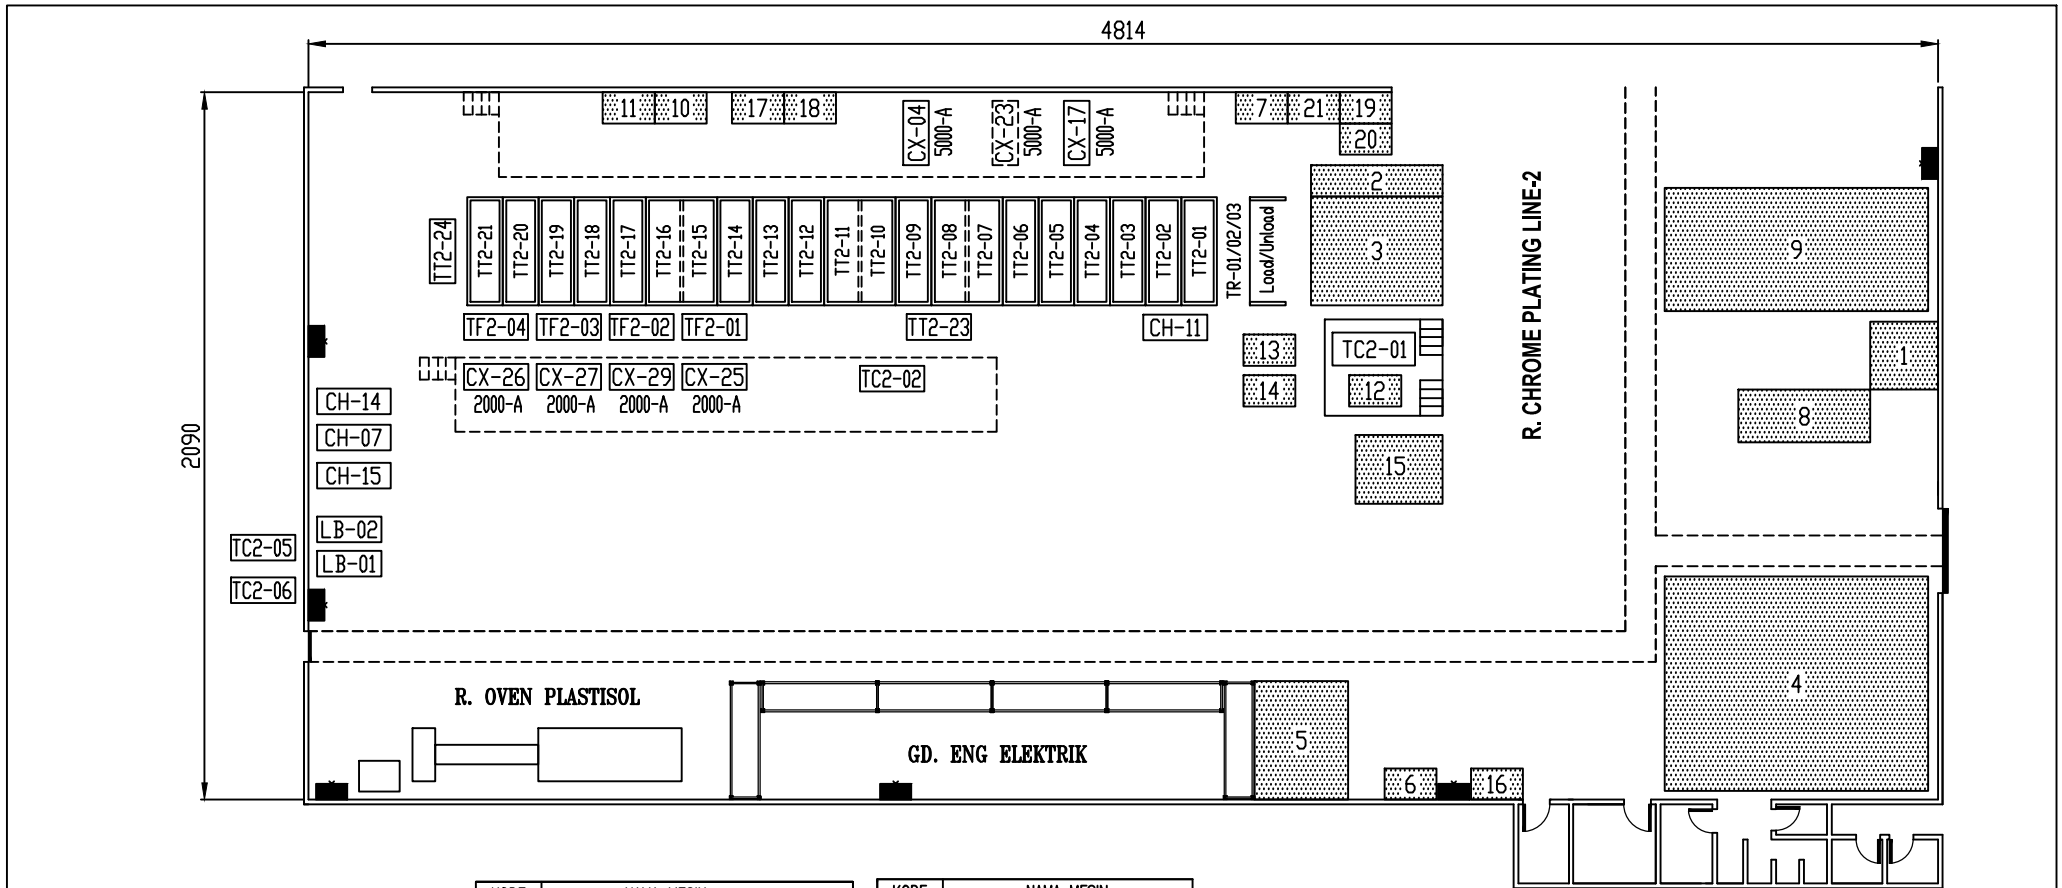 4814
11 10 17 18 7 21 19
20
CX-04
5000-A
CX-23
5000-A
CX-17
5000-A
2
TT2-24
TT2-21
TT2-20
TT2-19
TT2-18
TT2-17
TT2-16
TT2-15
TT2-14
TT2-13
TT2-12
TT2-11
TT2-10
TT2-09
TT2-08
TT2-07
TT2-06
TT2-05
TT2-04
TT2-03
TT2-02
TT2-01
TR-01/02/03
Load/Unload
3
R. CHROME PLATING LINE-2
9
TF2-04 TF2-03 TF2-02 TF2-01 TT2-23 CH-11
13 TC2-01 1
CX-26 CX-27 CX-29 CX-25 TC2-02
2000-A 2000-A 2000-A 2000-A
14 12
8
CH-14
CH-07
2090
CH-15
15
LB-02
TC2-05
LB-01
TC2-06
R. OVEN PLASTISOL
4
GD. ENG ELEKTRIK
5
6 16
KODE NAMA MESIN KODE NAMA MESIN